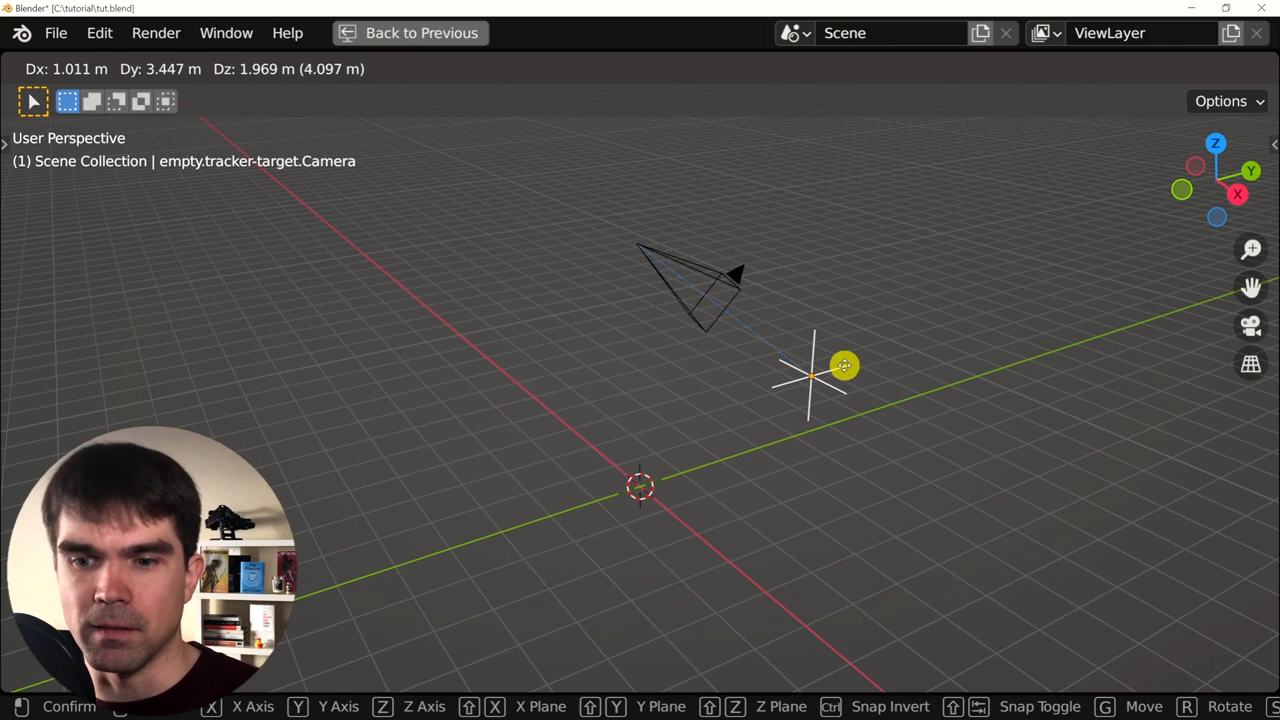 Blender* [C:\tutorial\tut.blend]
File Edit Render Window Help Back to Previous Scene ViewLayer
Dx: 1.011 m Dy: 3.447 m Dz: 1.969 m (4.097 m)
Options
User Perspective
(1) Scene Collection | empty.tracker-target.Camera
Z
Y
X
Confirm X X Axis Y Y Axis Z Z Axis X X Plane Y Y Plane Z Z Plane Ctrl Snap Invert Snap Toggle G Move R Rotate S